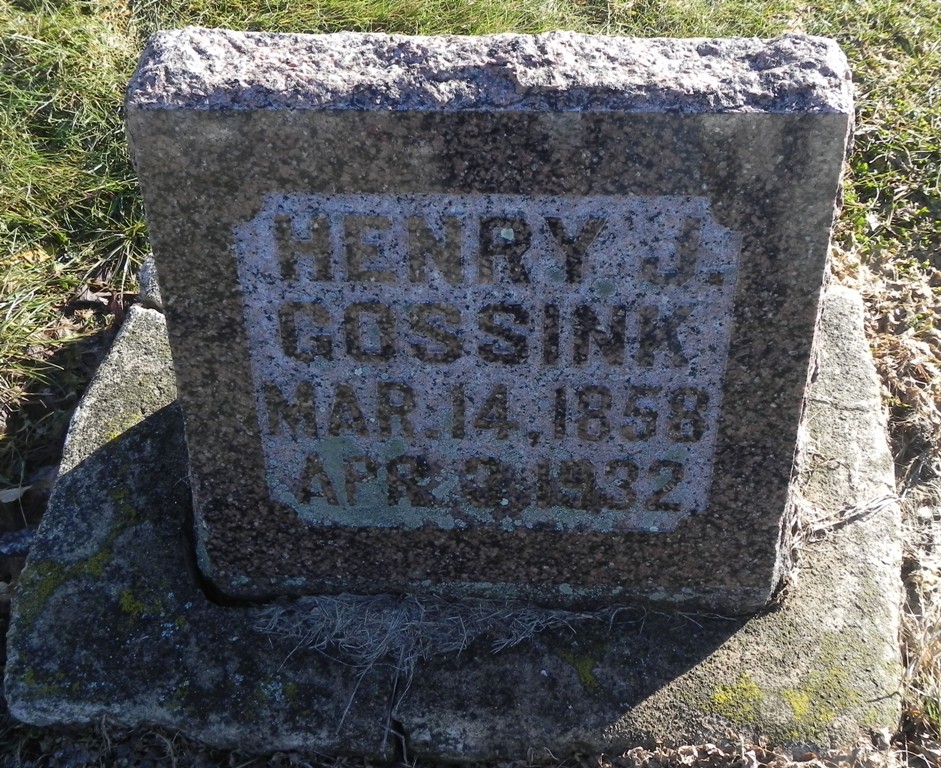 HENRY J.
GOSSINK
MAR. 14, 1858
APR. 3, 1932